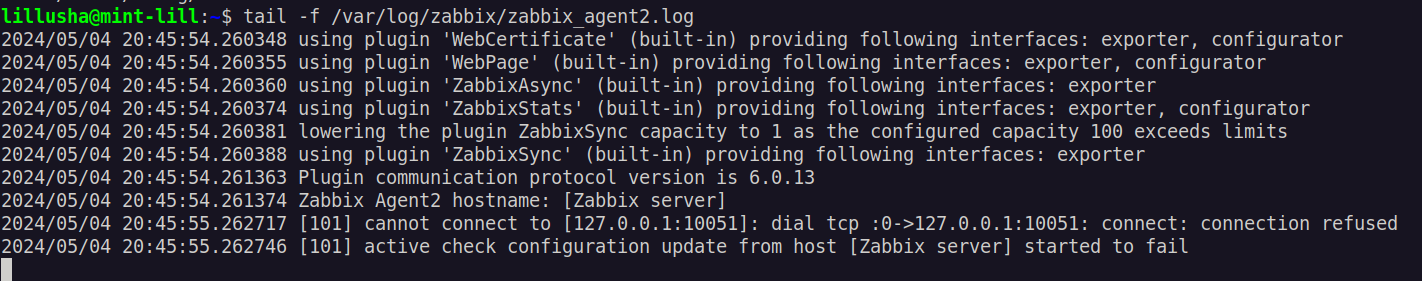 lillusha@mint-lill:~$ tail -f /var/log/zabbix/zabbix_agent2.log
2024/05/04 20:45:54.260348 using plugin 'WebCertificate' (built-in) providing following interfaces: exporter, configurator
2024/05/04 20:45:54.260355 using plugin 'WebPage' (built-in) providing following interfaces: exporter, configurator
2024/05/04 20:45:54.260360 using plugin 'ZabbixAsync' (built-in) providing following interfaces: exporter
2024/05/04 20:45:54.260374 using plugin 'ZabbixStats' (built-in) providing following interfaces: exporter, configurator
2024/05/04 20:45:54.260381 lowering the plugin ZabbixSync capacity to 1 as the configured capacity 100 exceeds limits
2024/05/04 20:45:54.260388 using plugin 'ZabbixSync' (built-in) providing following interfaces: exporter
2024/05/04 20:45:54.261363 Plugin communication protocol version is 6.0.13
2024/05/04 20:45:54.261374 Zabbix Agent2 hostname: [Zabbix server]
2024/05/04 20:45:55.262717 [101] cannot connect to [127.0.0.1:10051]: dial tcp :0->127.0.0.1:10051: connect: connection refused
2024/05/04 20:45:55.262746 [101] active check configuration update from host [Zabbix server] started to fail